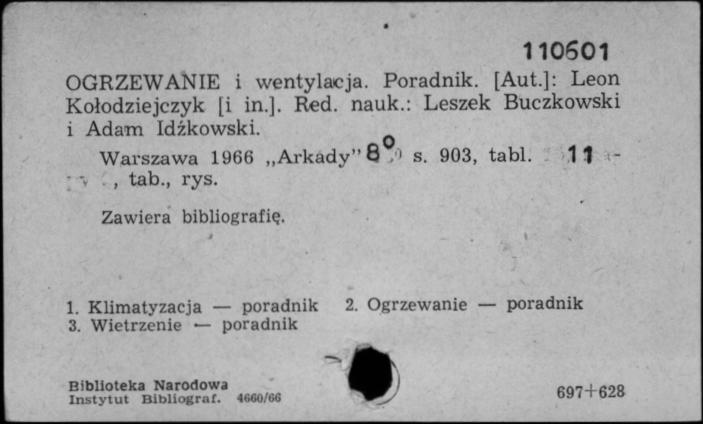 110601
OGRZEWANIE i wentylacja. Poradnik. [Aut.]: Leon
Kołodziejczyk [i in.]. Red. nauk.: Leszek Buczkowski
i Adam Idźkowski.
Warszawa 1966 „Arkady” 8° s. 903, tabl. 11
, tab., rys.
Zawiera bibliografię.
1. Klimatyzacja — poradnik 2. Ogrzewanie — poradnik
3. Wietrzenie — poradnik
Biblioteka Narodowa
Instytut Bibliograf. 4660/66
697+628